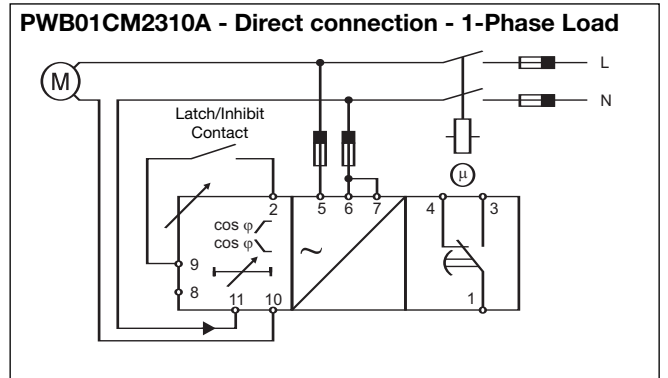 PWB01CM2310A - Direct connection - 1-Phase Load
L
M
N
Latch/Inhibit
Contact
μ
2
5
6
7
4
3
cos φ
cos φ
~
9
8
11
10
1